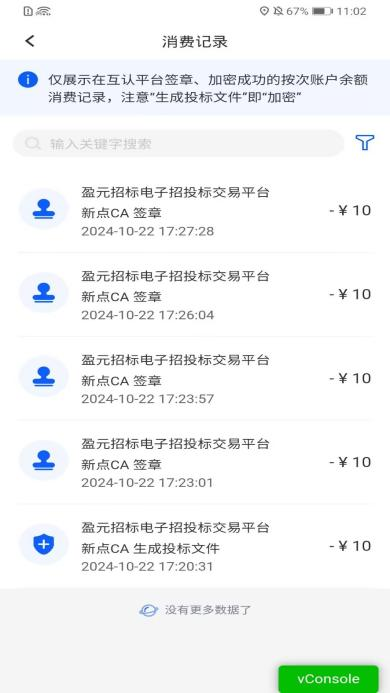 67% 11:02
消费记录
仅展示在互认平台签章、加密成功的按次账户余额
消费记录，注意“生成投标文件”即“加密”
输入关键字搜索
盈元招标电子招投标交易平台
新点CA 签章
-￥10
2024-10-22 17:27:28
盈元招标电子招投标交易平台
新点CA 签章
-￥10
2024-10-22 17:26:04
盈元招标电子招投标交易平台
新点CA 签章
-￥10
2024-10-22 17:23:57
盈元招标电子招投标交易平台
新点CA 签章
-￥10
2024-10-22 17:23:01
盈元招标电子招投标交易平台
新点CA 生成投标文件
-￥10
2024-10-22 17:20:31
没有更多数据了
vConsole